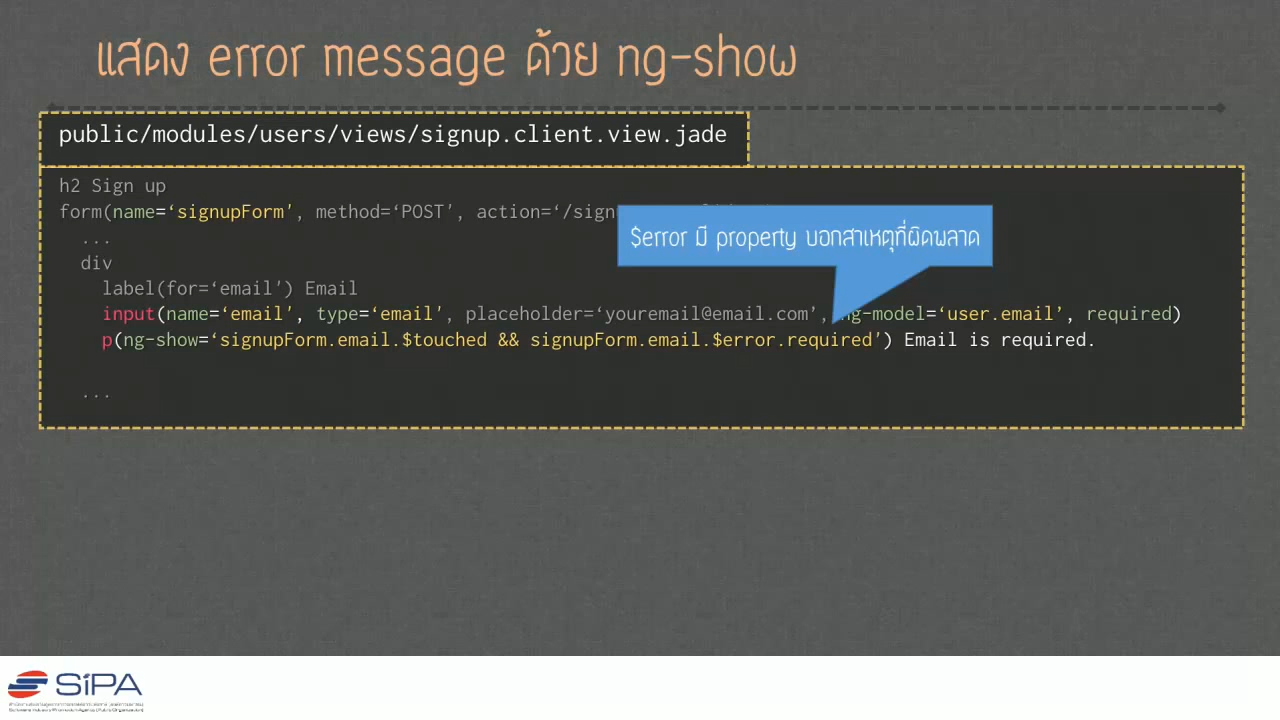 แสดง error message ด้วย ng-show
public/modules/users/views/signup.client.view.jade
h2 Sign up
form(name=‘signupForm', method=‘POST', action=‘/sign
...
$error มี property บอกสาเหตุที่ผิดพลาด
div
label(for=‘email’) Email
input(name=‘email', type=‘email', placeholder=‘youremail@email.com’, ng-model=‘user.email’, required)
p(ng-show=‘signupForm.email.$touched && signupForm.email.$error.required’) Email is required.
...
SiPA